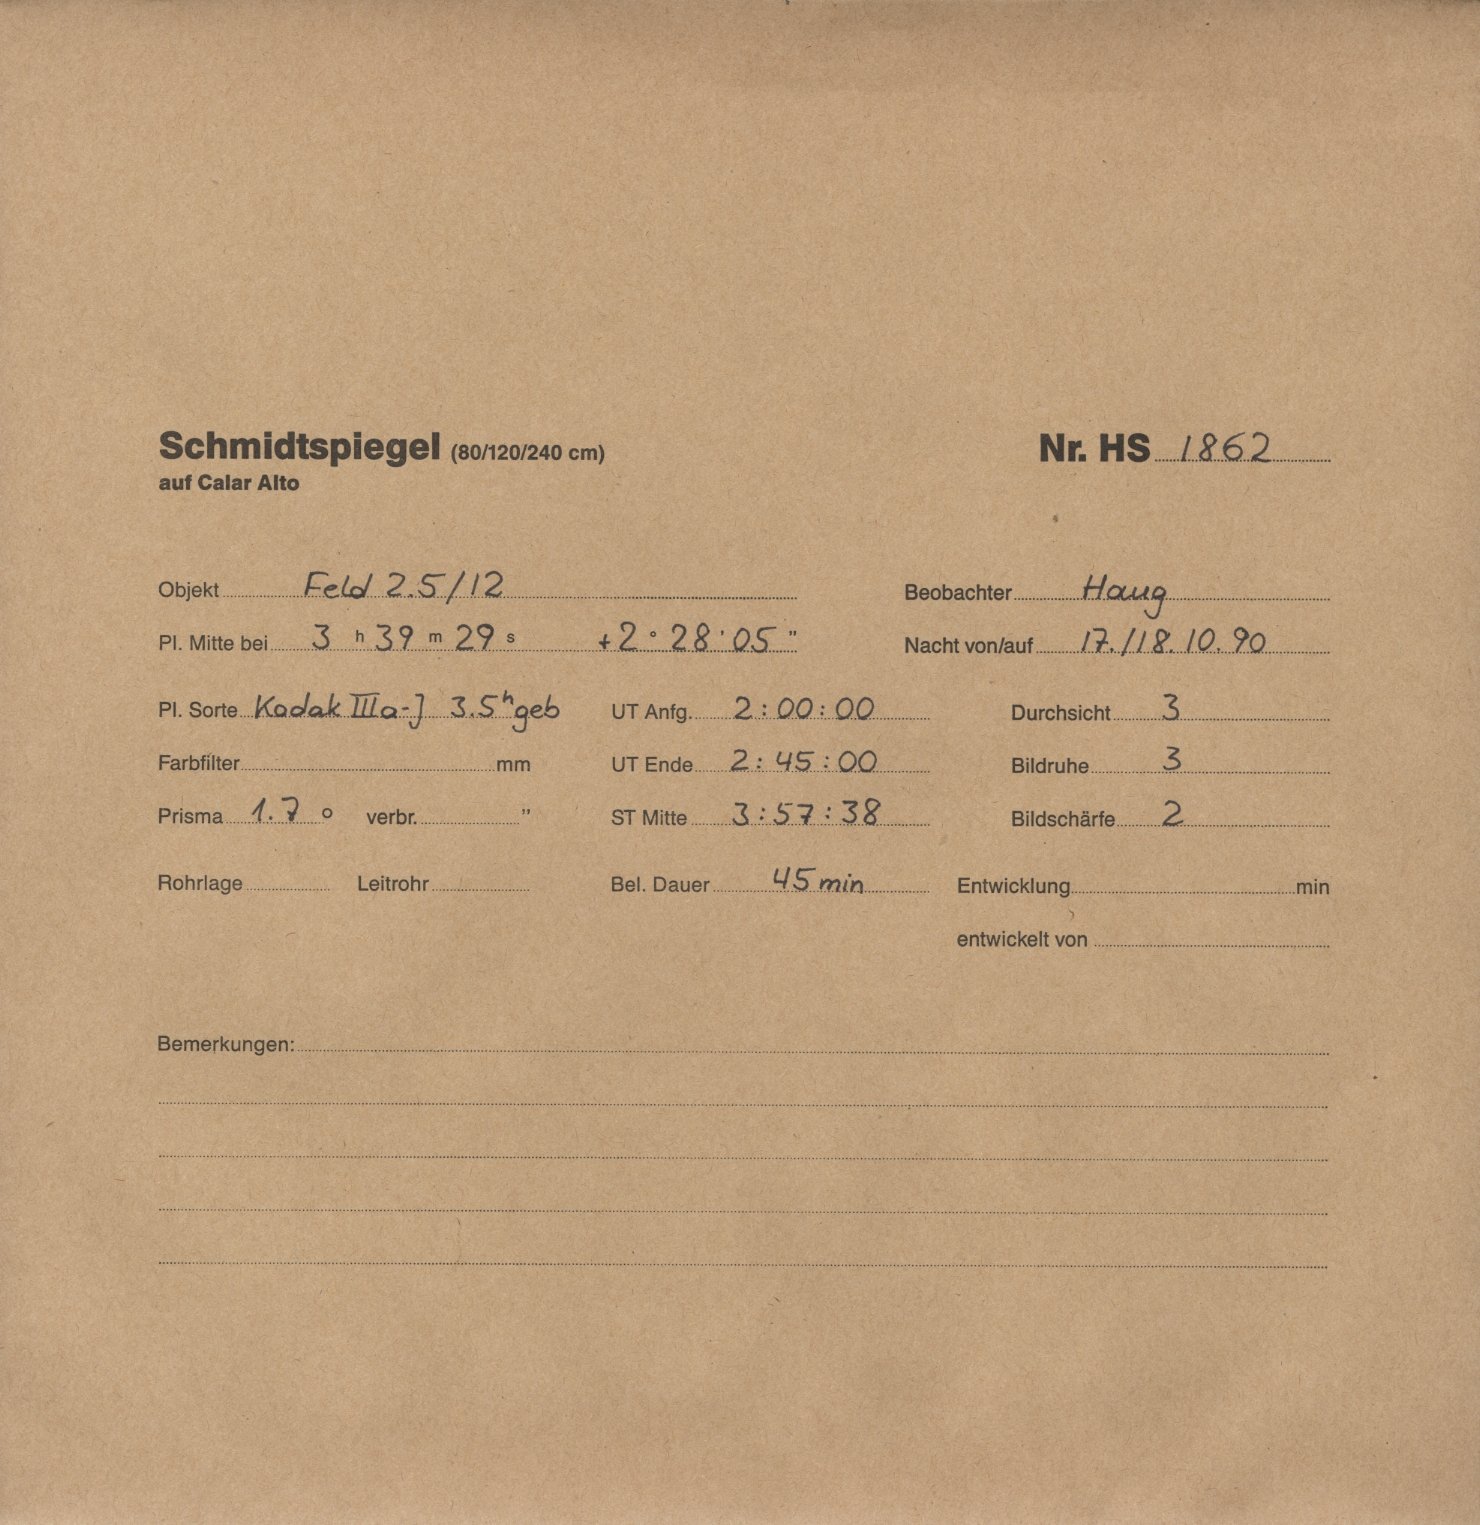 Schmidtspiegel (80/120/240 cm) Nr. HS 1862
auf Calar Alto
Objekt Feld 2.5/12 Beobachter Haug
Pl. Mitte bei 3 h 39 m 29 s +2 ° 28 ' 05 " Nacht von/auf 17./18.10.90
Pl. Sorte Kodak IIIa-J 3.5h geb UT Anfg. 2:00:00 Durchsicht 3
Farbfilter mm UT Ende 2:45:00 Bildruhe 3
Prisma 1.7 ° verbr. " ST Mitte 3:57:38 Bildschärfe 2
Rohrlage Leitrohr Bel. Dauer 45 min Entwicklung min
entwickelt von
Bemerkungen: